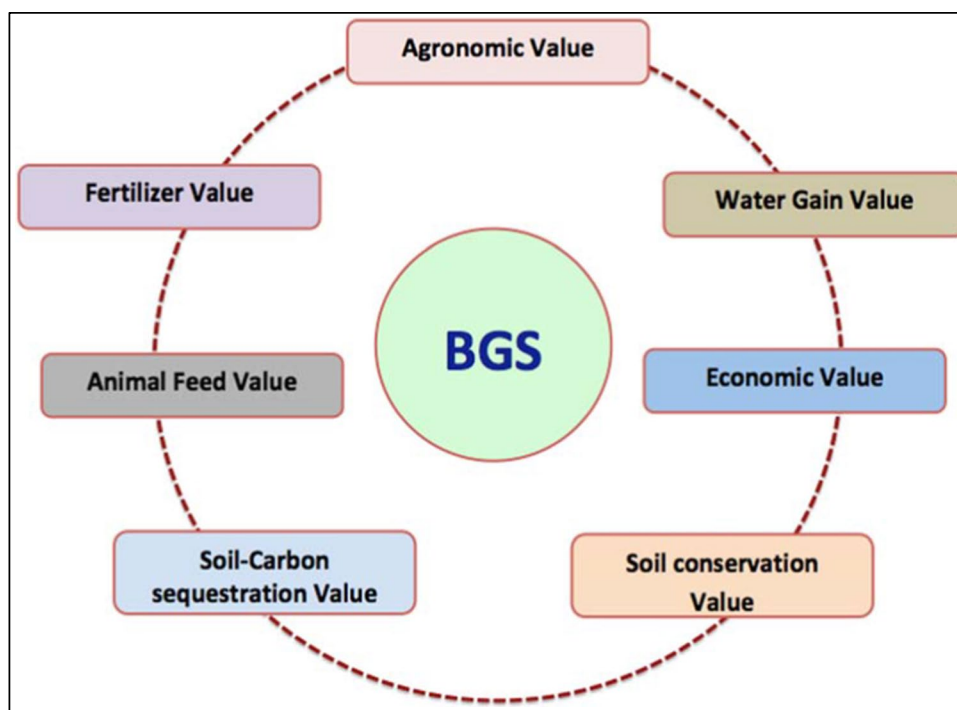 Agronomic Value
Fertilizer Value
Water Gain Value
BGS
Animal Feed Value
Economic Value
Soil-Carbon
sequestration Value
Soil conservation
Value